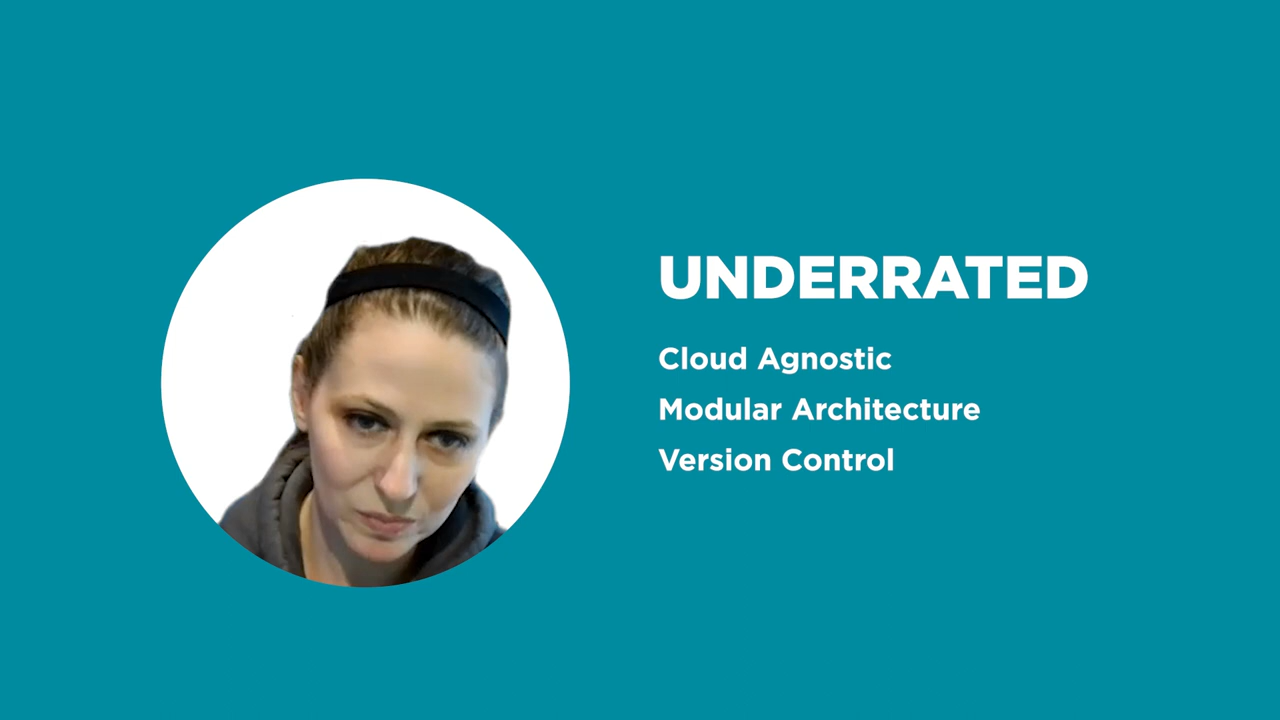 UNDERRATED
Cloud Agnostic
Modular Architecture
Version Control